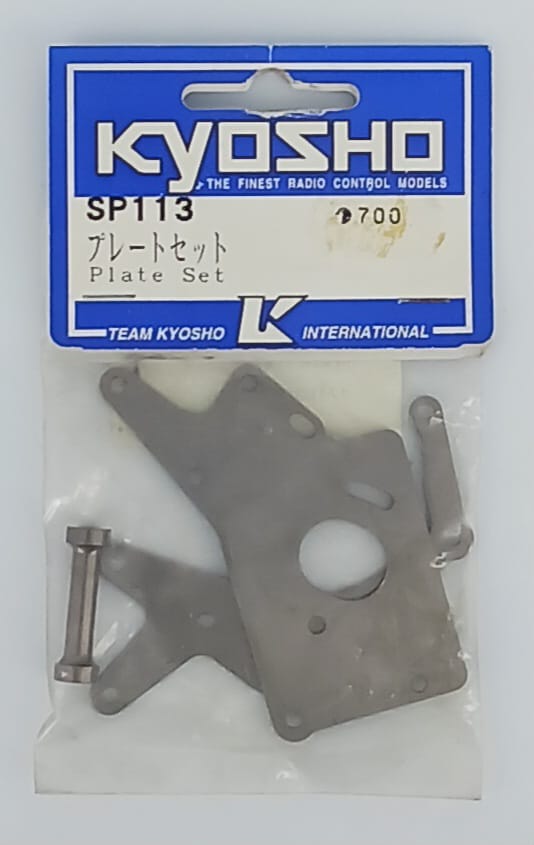 KYOSHO
THE FINEST RADIO CONTROL MODELS
SP113 700
プレートセット
Plate Set
TEAM KYOSHO K INTERNATIONAL